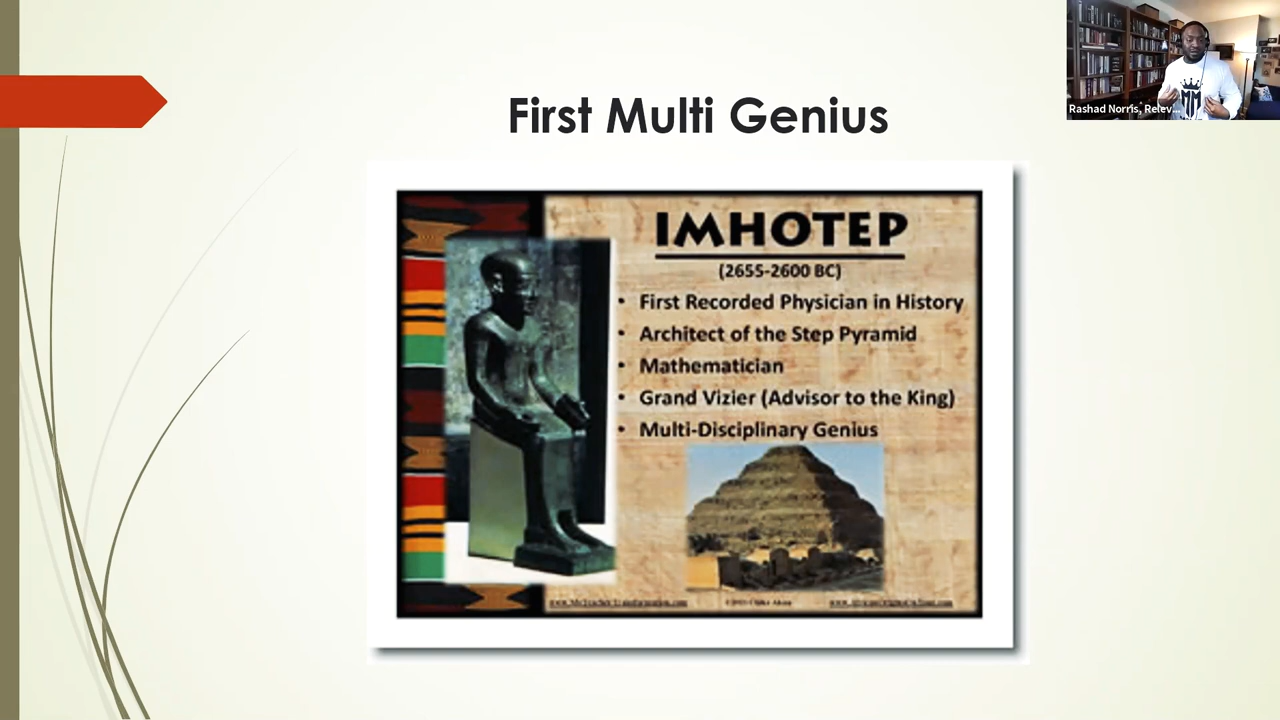 First Multi Genius
Rashad Norris, Relev...
IMHOTEP
(2655-2600 BC)
• First Recorded Physician in History
• Architect of the Step Pyramid
• Mathematician
• Grand Vizier (Advisor to the King)
• Multi-Disciplinary Genius